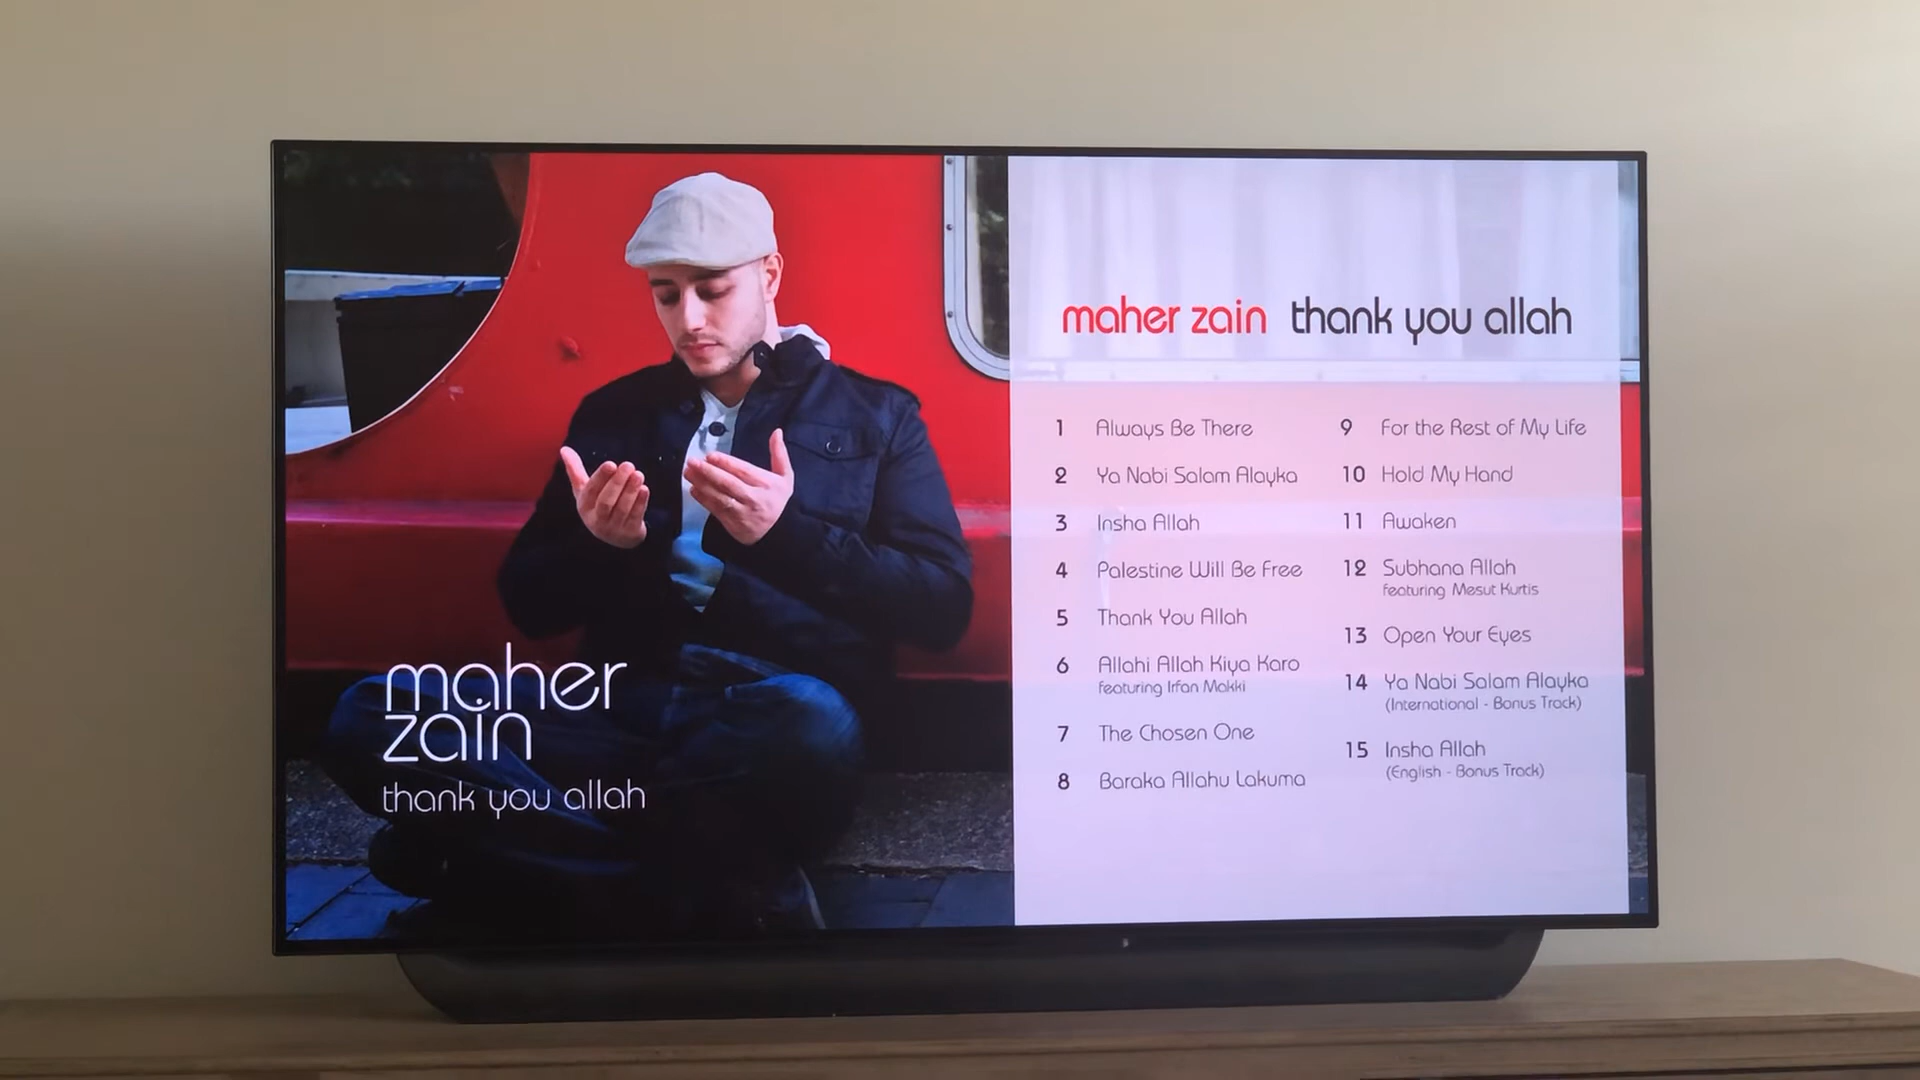 maher
zain
thank you allah
maher zain thank you allah
1 Always Be There
2 Ya Nabi Salam Alayka
3 Insha Allah
4 Palestine Will Be Free
5 Thank You Allah
6 Allahi Allah Kiya Karo
featuring Irfan Makki
7 The Chosen One
8 Baraka Allahu Lakuma
9 For the Rest of My Life
10 Hold My Hand
11 Awaken
12 Subhana Allah
featuring Mesut Kurtis
13 Open Your Eyes
14 Ya Nabi Salam Alayka
(International - Bonus Track)
15 Insha Allah
(English - Bonus Track)